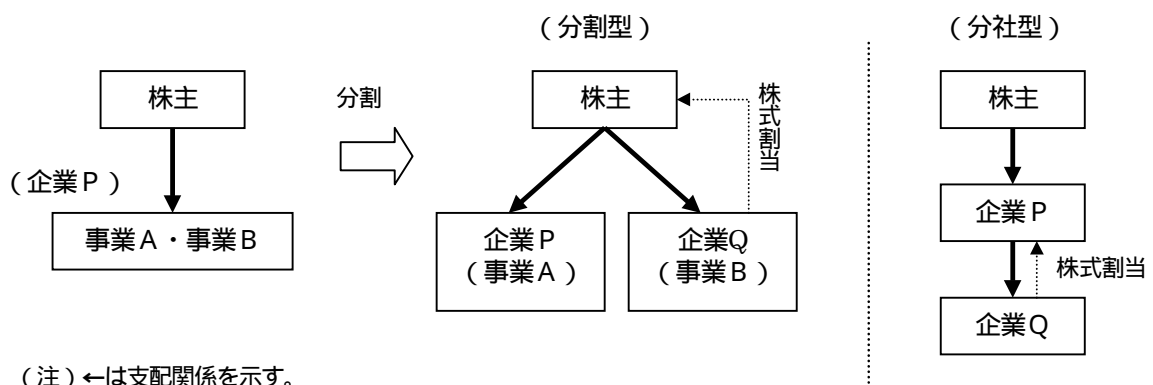 株主
（企業Ｐ）
事業Ａ・事業Ｂ
分割
（分割型）
株主
株式割当
企業Ｐ
（事業Ａ）
企業Q
（事業Ｂ）
（分社型）
株主
企業Ｐ
株式割当
企業Ｑ
（注）←は支配関係を示す。